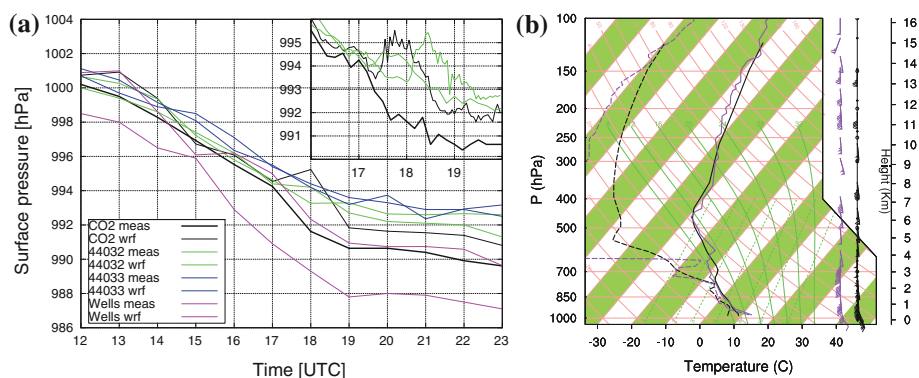 (a)
1004
1002
1000
998
996
994
992
990
988
986
Surface pressure [hPa]
12 13 14 15 16 17 18 19 20 21 22 23
Time [UTC]
995
994
993
992
991
17 18 19
CO2 meas
CO2 wrf
44032 meas
44032 wrf
44033 meas
44033 wrf
Wells meas
Wells wrf
(b)
100
150
200
250
300
400
500
700
850
1000
P (hPa)
-30 -20 -10 0 10 20 30 40 50
Temperature (C)
16
15
14
13
12
11
10
9
8
7
6
5
4
3
2
1
0
Height (Km)